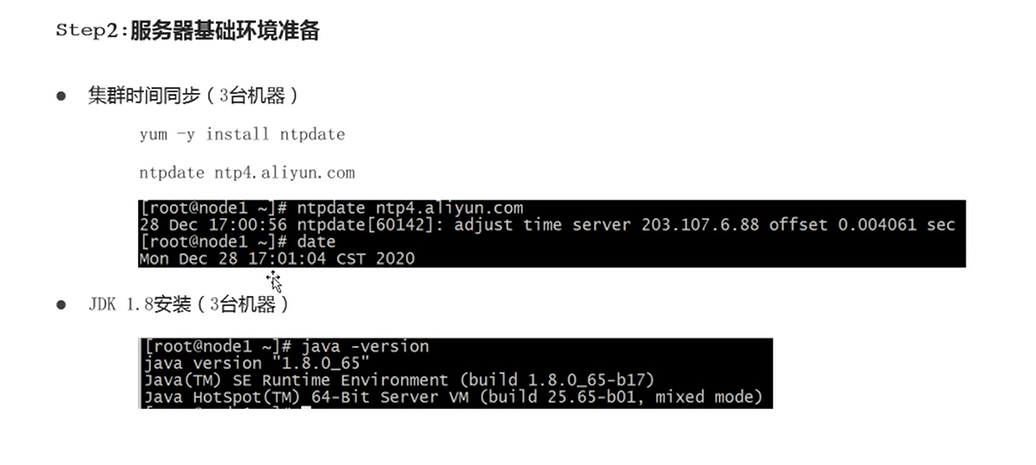 Step2:服务器基础环境准备
● 集群时间同步（3台机器）
yum -y install ntpdate
ntpdate ntp4.aliyun.com
[root@node1 ~]# ntpdate ntp4.aliyun.com
28 Dec 17:00:56 ntpdate[60142]: adjust time server 203.107.6.88 offset 0.004061 sec
[root@node1 ~]# date
Mon Dec 28 17:01:04 CST 2020
● JDK 1.8安装（3台机器）
[root@node1 ~]# java -version
java version "1.8.0_65"
Java(TM) SE Runtime Environment (build 1.8.0_65-b17)
Java HotSpot(TM) 64-Bit Server VM (build 25.65-b01, mixed mode)